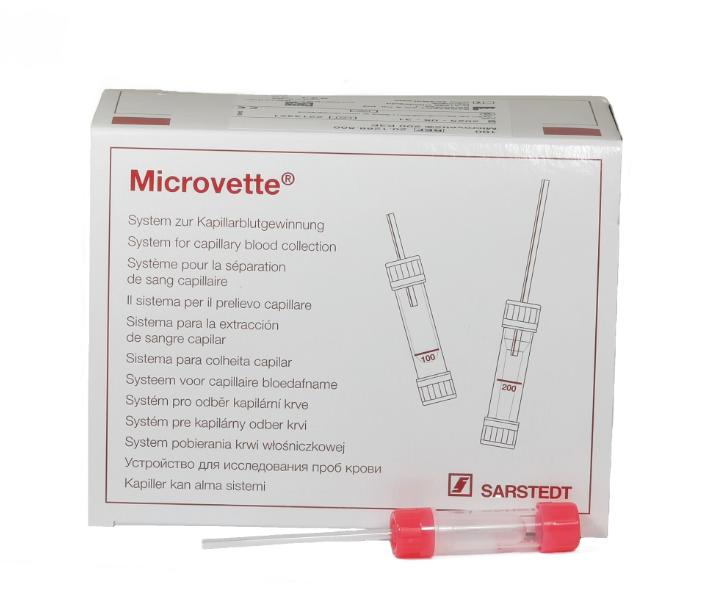 Microvette®
System zur Kapillarblutgewinnung
System for capillary blood collection
Système pour la séparation
de sang capillaire
Il sistema per il prelievo capillare
Sistema para la extracción
de sangre capilar
Sistema para colheita capilar
Systeem voor capillaire bloedafname
Systém pro odběr kapilární krve
Systém pre kapilárny odber krvi
System pobierania krwi włośniczkowej
Устройство для исследования проб крови
Kapiller kan alma sistemi
100
200
SARSTEDT